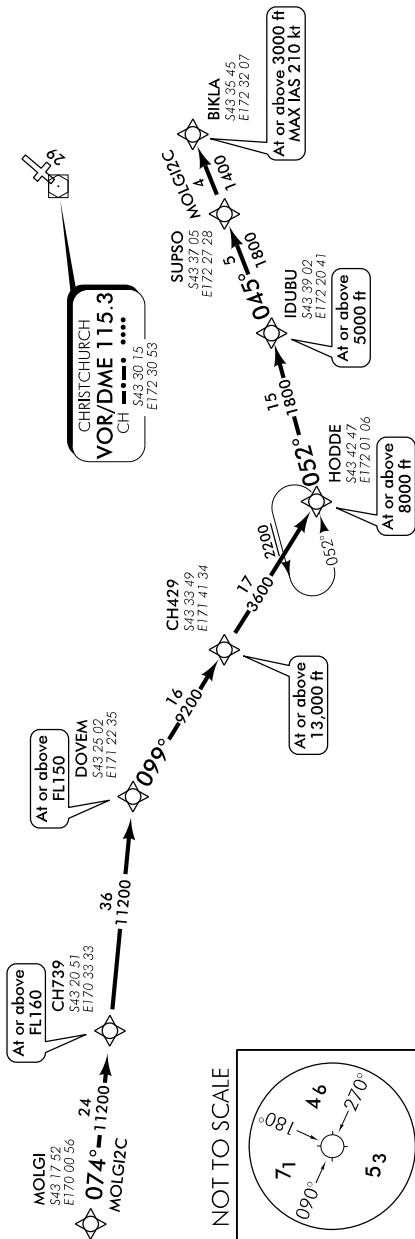 MOLGI
S43 17 52
E170 00 56
074°
24
11200
MOLGI2C
At or above
FL160
CH739
S43 20 51
E170 33 33
36
11200
At or above
FL150
DOVEM
S43 25 02
E171 22 35
099°
16
9200
CH429
S43 33 49
E171 41 34
At or above
13,000 ft
17
3600
2200
052°
HODDE
S43 42 47
E172 01 06
At or above
8000 ft
052°
15
1800
IDUBU
S43 39 02
E172 20 41
At or above
5000 ft
045°
5
1800
SUPSO
S43 37 05
E172 27 28
MOLGI2C
4
1400
BIKLA
S43 35 45
E172 32 07
At or above 3000 ft
MAX IAS 210 kt
CHRISTCHURCH
VOR/DME 115.3
CH
S43 30 15
E172 30 53
29
NOT TO SCALE
180°
71
46
090°
270°
53